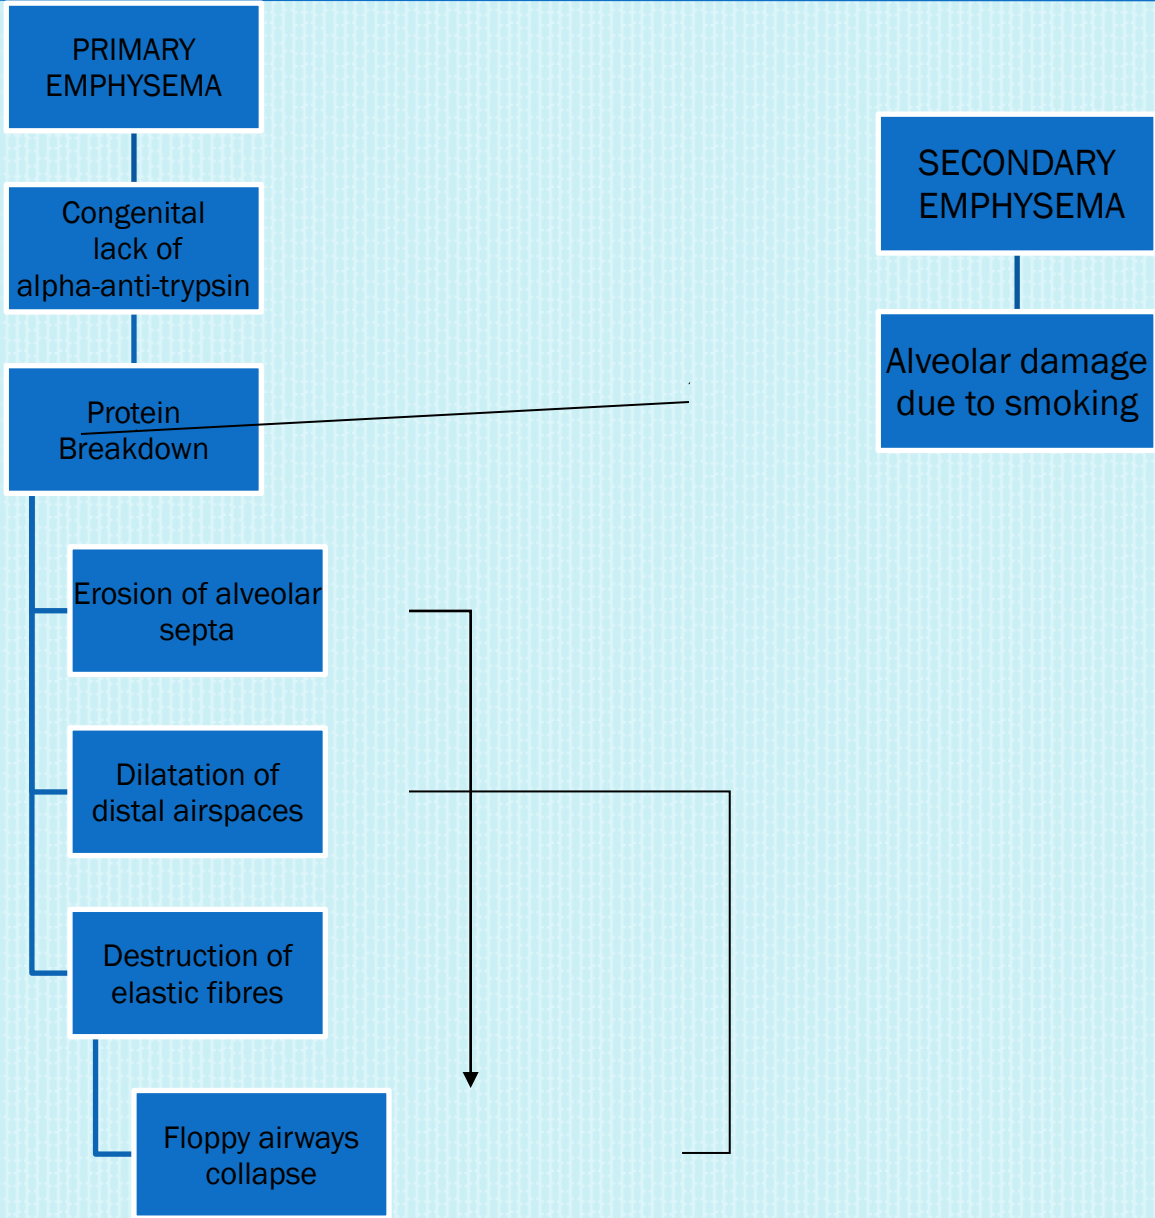 PRIMARY
EMPHYSEMA
Congenital
lack of
alpha-anti-trypsin
Protein
Breakdown
Erosion of alveolar
septa
Dilatation of
distal airspaces
Destruction of
elastic fibres
Floppy airways
collapse
SECONDARY
EMPHYSEMA
Alveolar damage
due to smoking